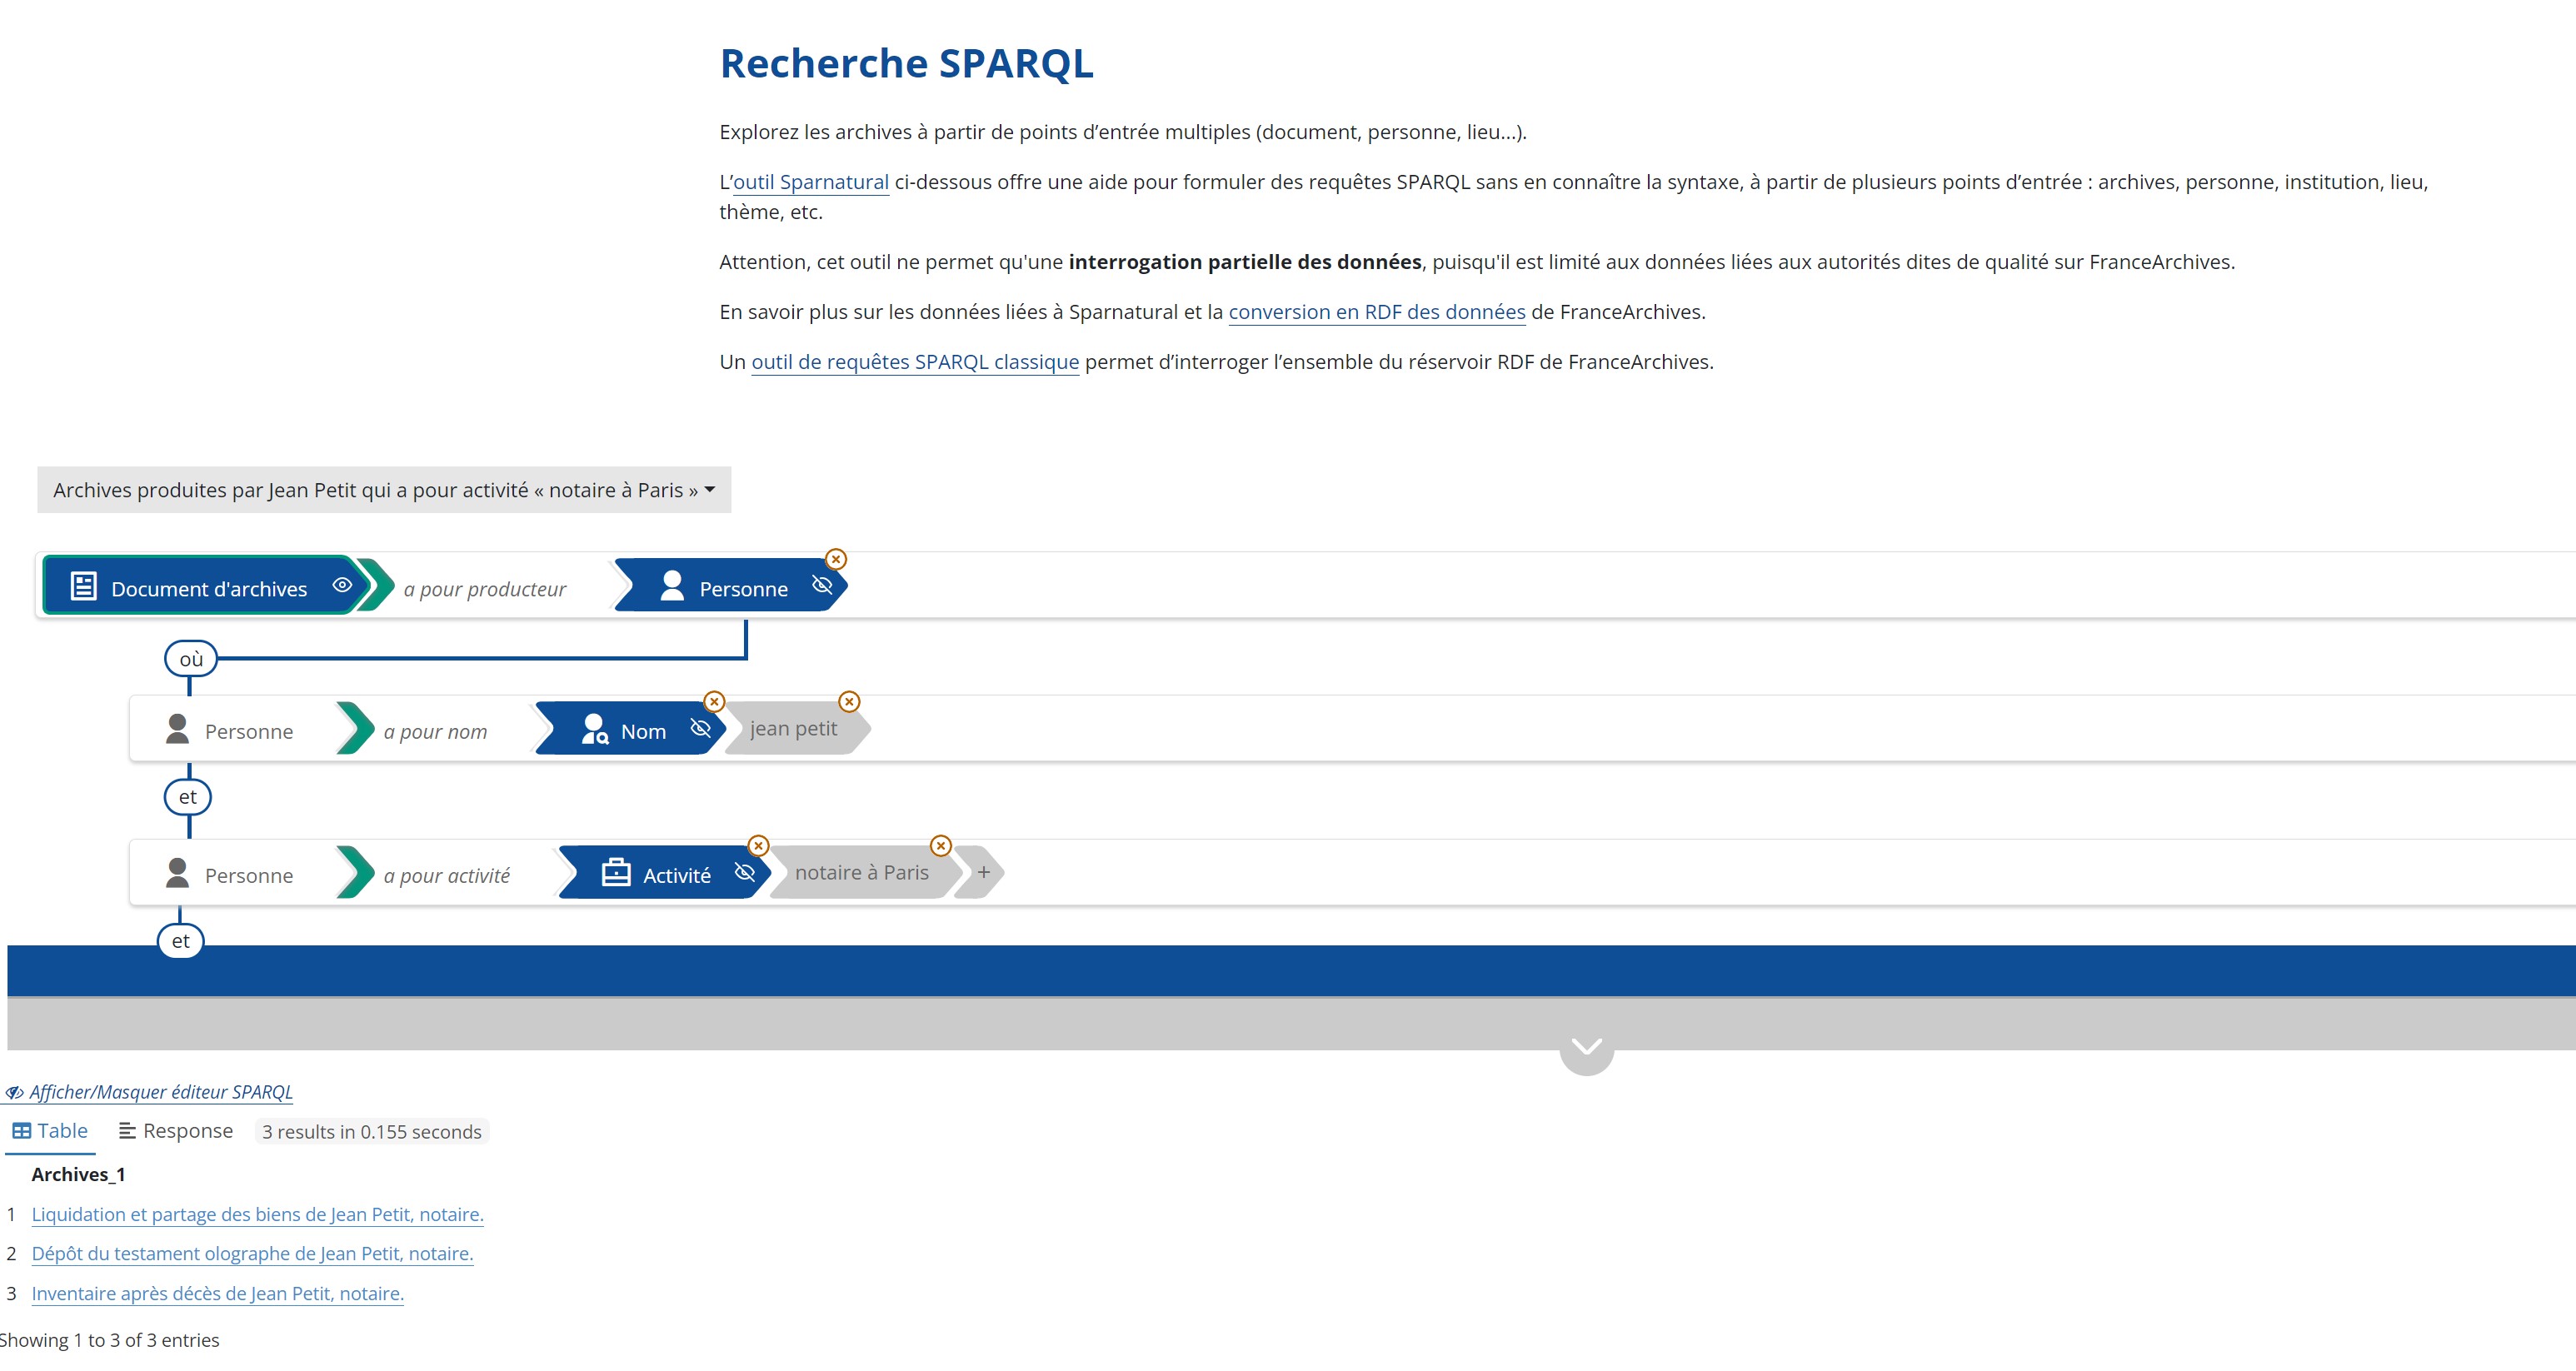 Recherche SPARQL
Explorez les archives à partir de points d’entrée multiples (document, personne, lieu...).
L’outil Sparnatural ci-dessous offre une aide pour formuler des requêtes SPARQL sans en connaître la syntaxe, à partir de plusieurs points d’entrée : archives, personne, institution, lieu,
thème, etc.
Attention, cet outil ne permet qu'une interrogation partielle des données, puisqu'il est limité aux données liées aux autorités dites de qualité sur FranceArchives.
En savoir plus sur les données liées à Sparnatural et la conversion en RDF des données de FranceArchives.
Un outil de requêtes SPARQL classique permet d’interroger l’ensemble du réservoir RDF de FranceArchives.
Archives produites par Jean Petit qui a pour activité « notaire à Paris »
Document d'archives a pour producteur Personne
où
Personne a pour nom Nom jean petit
et
Personne a pour activité Activité notaire à Paris +
et
Afficher/Masquer éditeur SPARQL
Table Response 3 results in 0.155 seconds
Archives_1
1 Liquidation et partage des biens de Jean Petit, notaire.
2 Dépôt du testament olographe de Jean Petit, notaire.
3 Inventaire après décès de Jean Petit, notaire.
Showing 1 to 3 of 3 entries